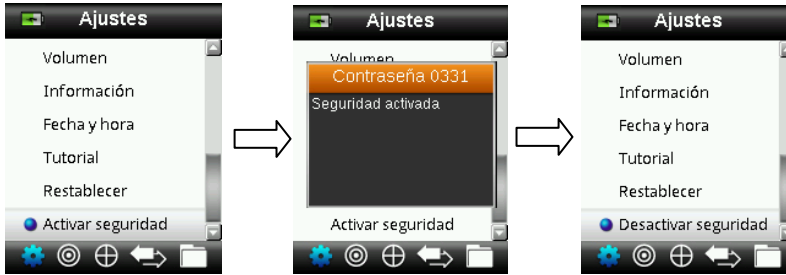 Ajustes
Volumen
Información
Fecha y hora
Tutorial
Restablecer
Activar seguridad
Ajustes
Volumen
Contraseña 0331
Seguridad activada
Activar seguridad
Ajustes
Volumen
Información
Fecha y hora
Tutorial
Restablecer
Desactivar seguridad